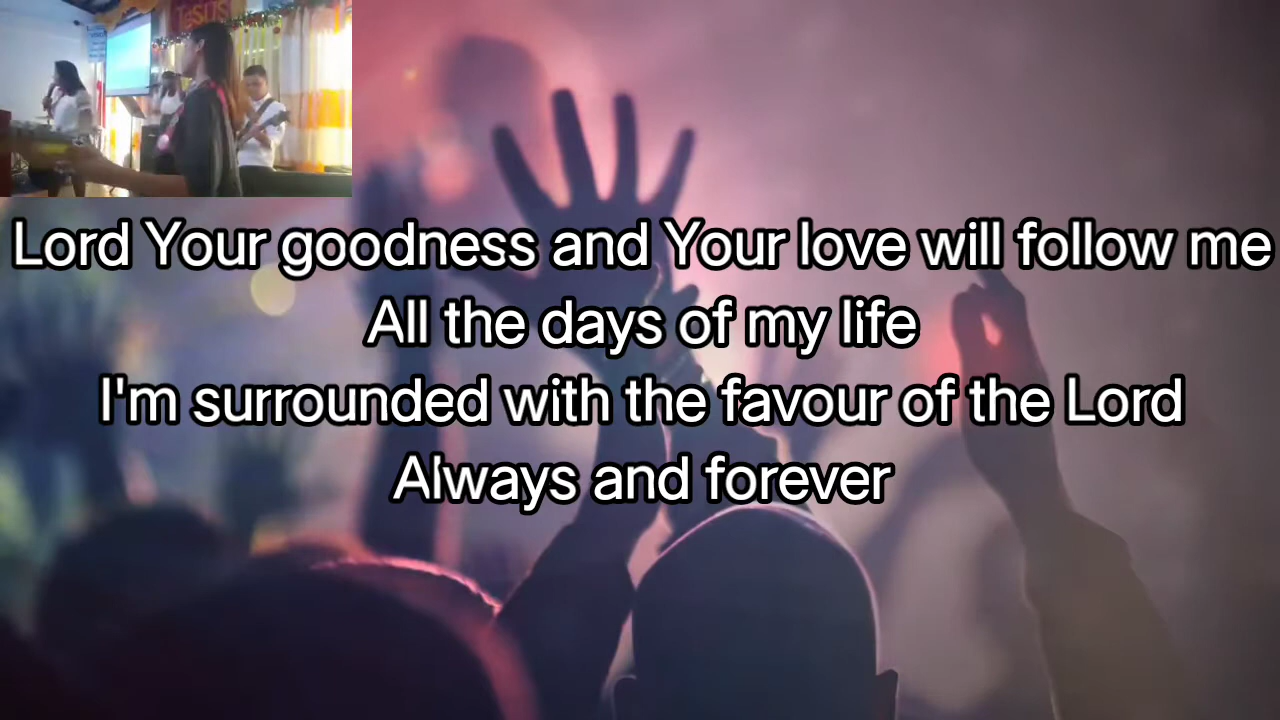 JESUS
Lord Your goodness and Your love will follow me
All the days of my life
I'm surrounded with the favour of the Lord
Always and forever